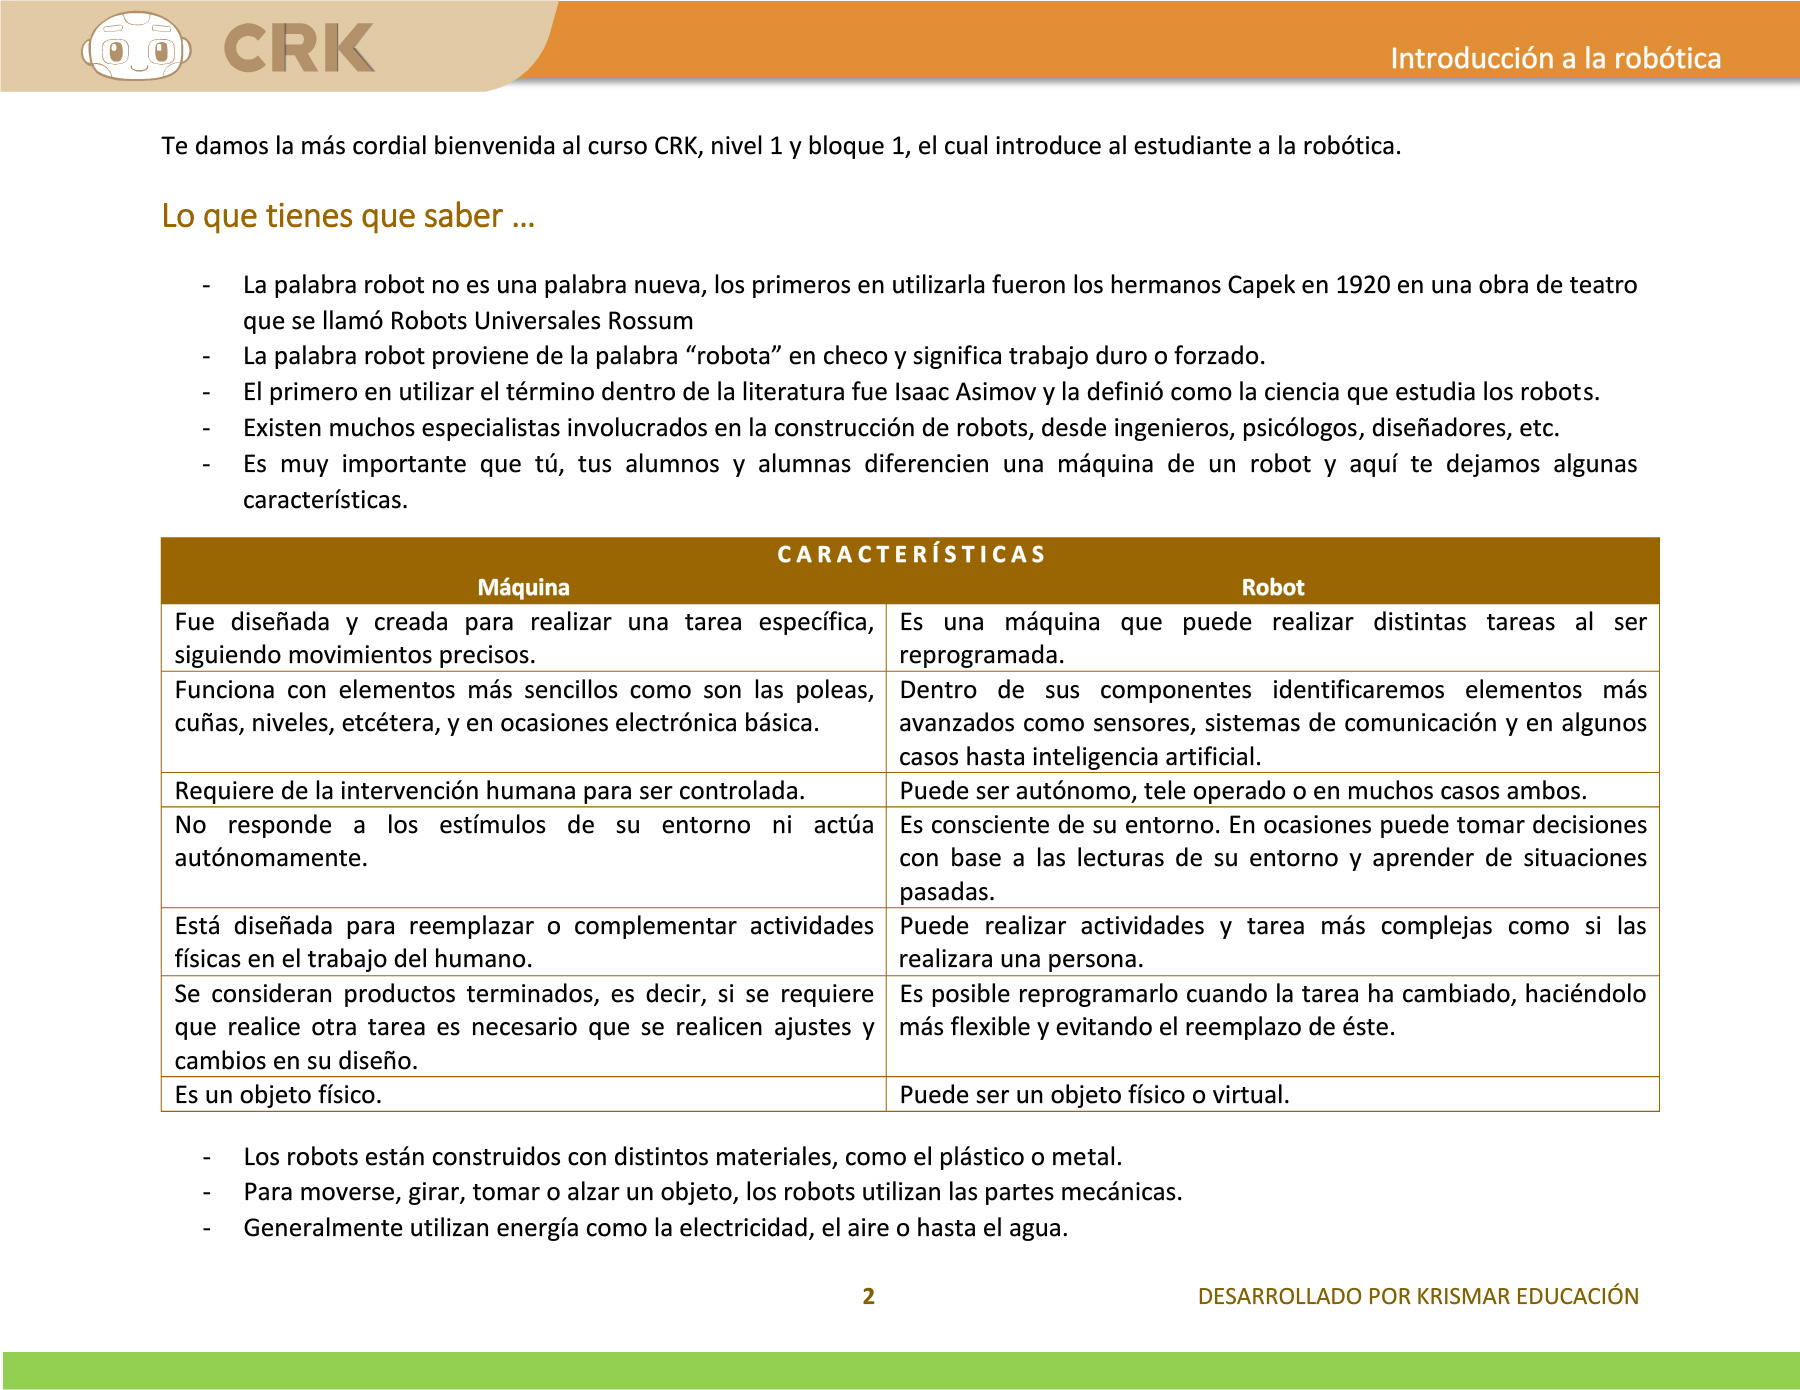 CRK
Introducción a la robótica
Te damos la más cordial bienvenida al curso CRK, nivel 1 y bloque 1, el cual introduce al estudiante a la robótica.
Lo que tienes que saber ...
- La palabra robot no es una palabra nueva, los primeros en utilizarla fueron los hermanos Capek en 1920 en una obra de teatro
que se llamó Robots Universales Rossum
- La palabra robot proviene de la palabra “robota” en checo y significa trabajo duro o forzado.
- El primero en utilizar el término dentro de la literatura fue Isaac Asimov y la definió como la ciencia que estudia los robots.
- Existen muchos especialistas involucrados en la construcción de robots, desde ingenieros, psicólogos, diseñadores, etc.
- Es muy importante que tú, tus alumnos y alumnas diferencien una máquina de un robot y aquí te dejamos algunas
características.
CARACTERÍSTICAS
Máquina
Robot
Fue diseñada y creada para realizar una tarea específica,
siguiendo movimientos precisos.
Es una máquina que puede realizar distintas tareas al ser
reprogramada.
Funciona con elementos más sencillos como son las poleas,
cuñas, niveles, etcétera, y en ocasiones electrónica básica.
Dentro de sus componentes identificaremos elementos más
avanzados como sensores, sistemas de comunicación y en algunos
casos hasta inteligencia artificial.
Requiere de la intervención humana para ser controlada.
Puede ser autónomo, tele operado o en muchos casos ambos.
No responde a los estímulos de su entorno ni actúa
autónomamente.
Es consciente de su entorno. En ocasiones puede tomar decisiones
con base a las lecturas de su entorno y aprender de situaciones
pasadas.
Está diseñada para reemplazar o complementar actividades
físicas en el trabajo del humano.
Puede realizar actividades y tarea más complejas como si las
realizara una persona.
Se consideran productos terminados, es decir, si se requiere
que realice otra tarea es necesario que se realicen ajustes y
cambios en su diseño.
Es posible reprogramarlo cuando la tarea ha cambiado, haciéndolo
más flexible y evitando el reemplazo de éste.
Es un objeto físico.
Puede ser un objeto físico o virtual.
- Los robots están construidos con distintos materiales, como el plástico o metal.
- Para moverse, girar, tomar o alzar un objeto, los robots utilizan las partes mecánicas.
- Generalmente utilizan energía como la electricidad, el aire o hasta el agua.
2
DESARROLLADO POR KRISMAR EDUCACIÓN